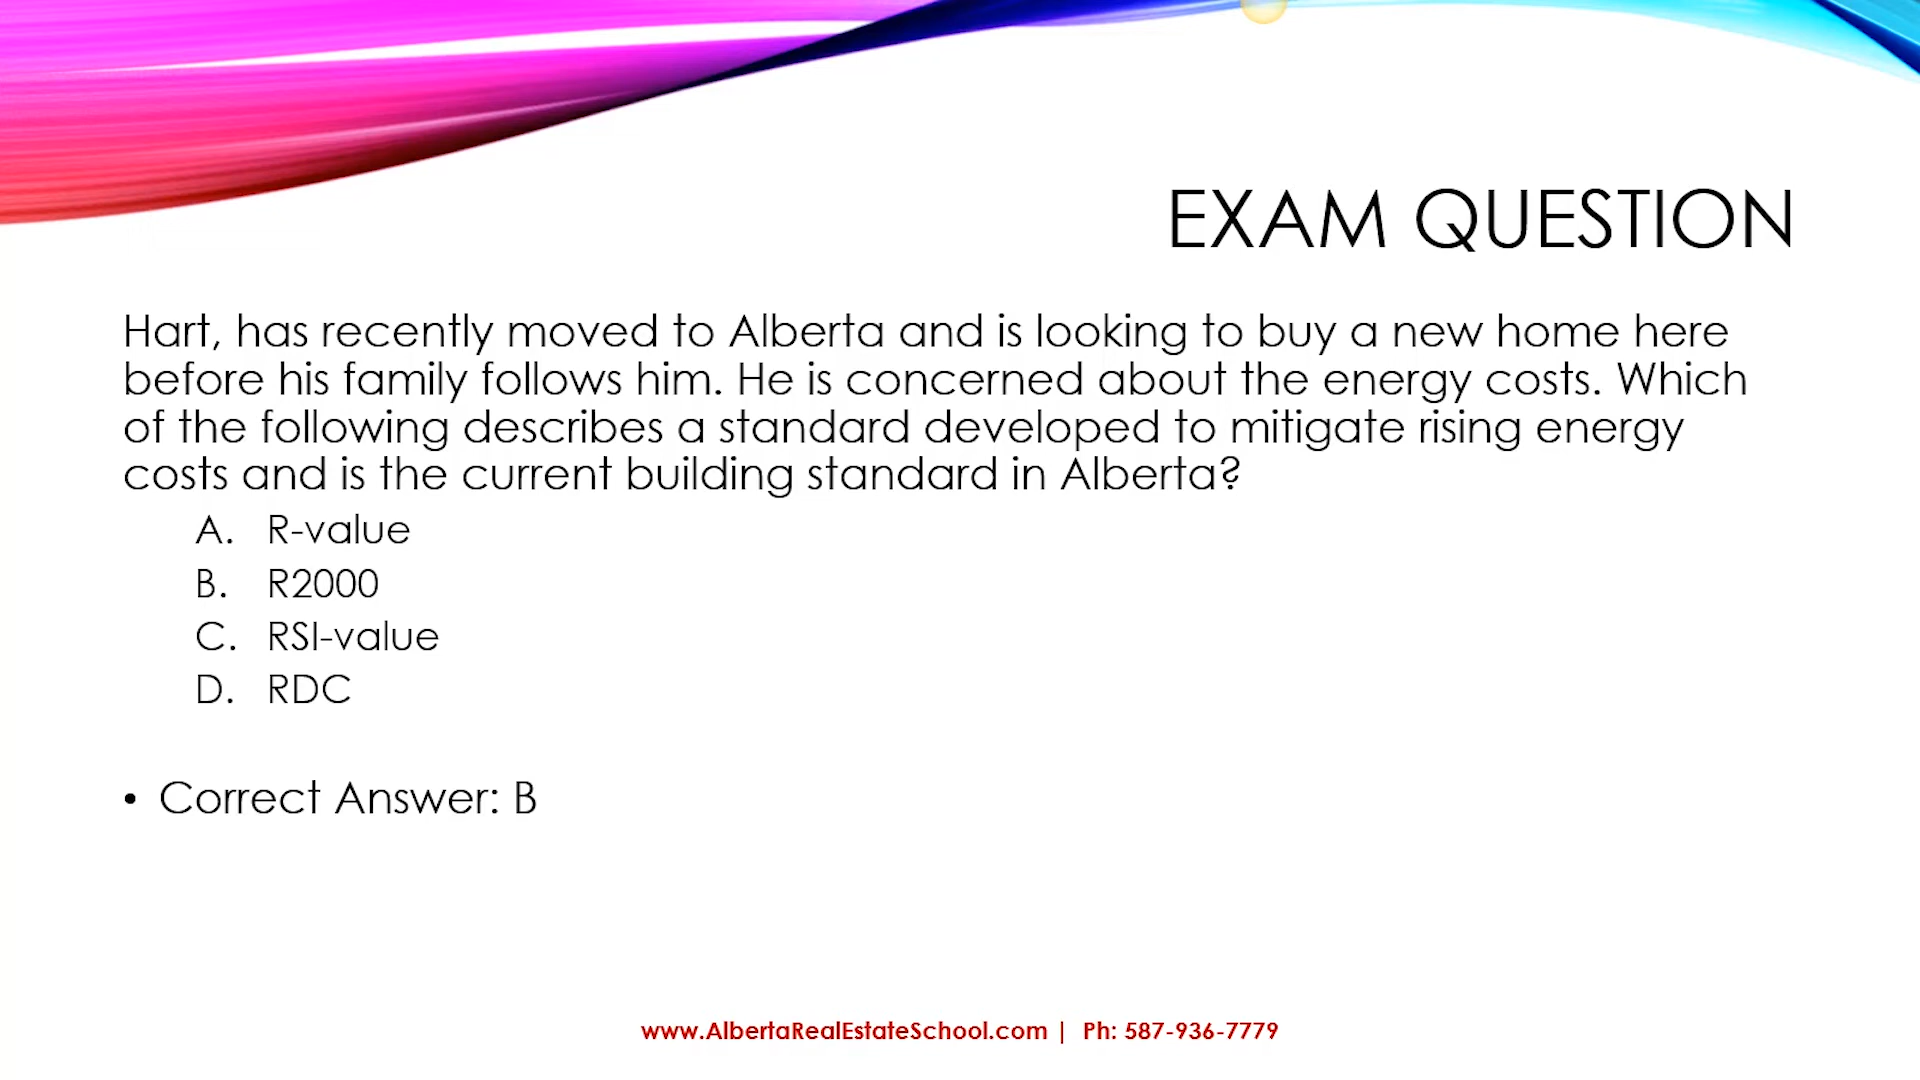 EXAM QUESTION
Hart, has recently moved to Alberta and is looking to buy a new home here
before his family follows him. He is concerned about the energy costs. Which
of the following describes a standard developed to mitigate rising energy
costs and is the current building standard in Alberta?
A. R-value
B. R2000
C. RSI-value
D. RDC
• Correct Answer: B
www.AlbertaRealEstateSchool.com | Ph: 587-936-7779